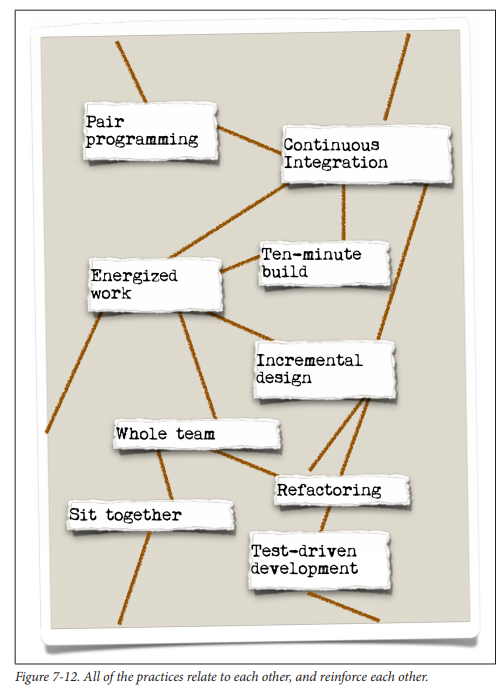 Pair
programming
Continuous
Integration
Ten-minute
build
Energized
work
Incremental
design
Whole team
Refactoring
Sit together
Test-driven
development
Figure 7-12. All of the practices relate to each other, and reinforce each other.